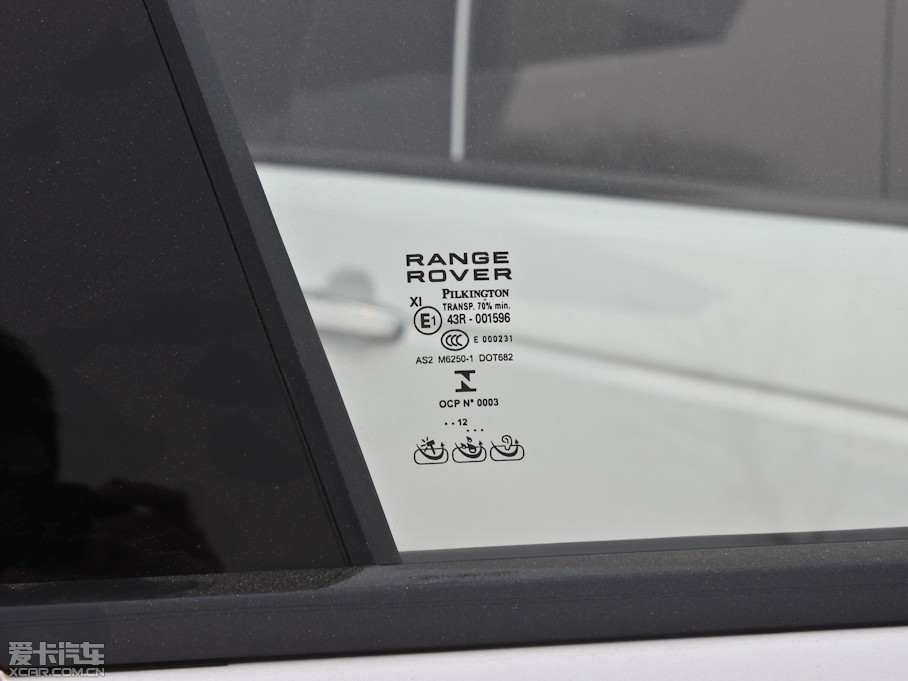 RANGE
ROVER
PILKINGTON
XI TRANSP. 70% min.
E1 43R - 001596
CCC E 000231
AS2 M6250-1 DOT682
OCP N° 0003
.. 12
...
爱卡汽车
XCAR.COM.CN